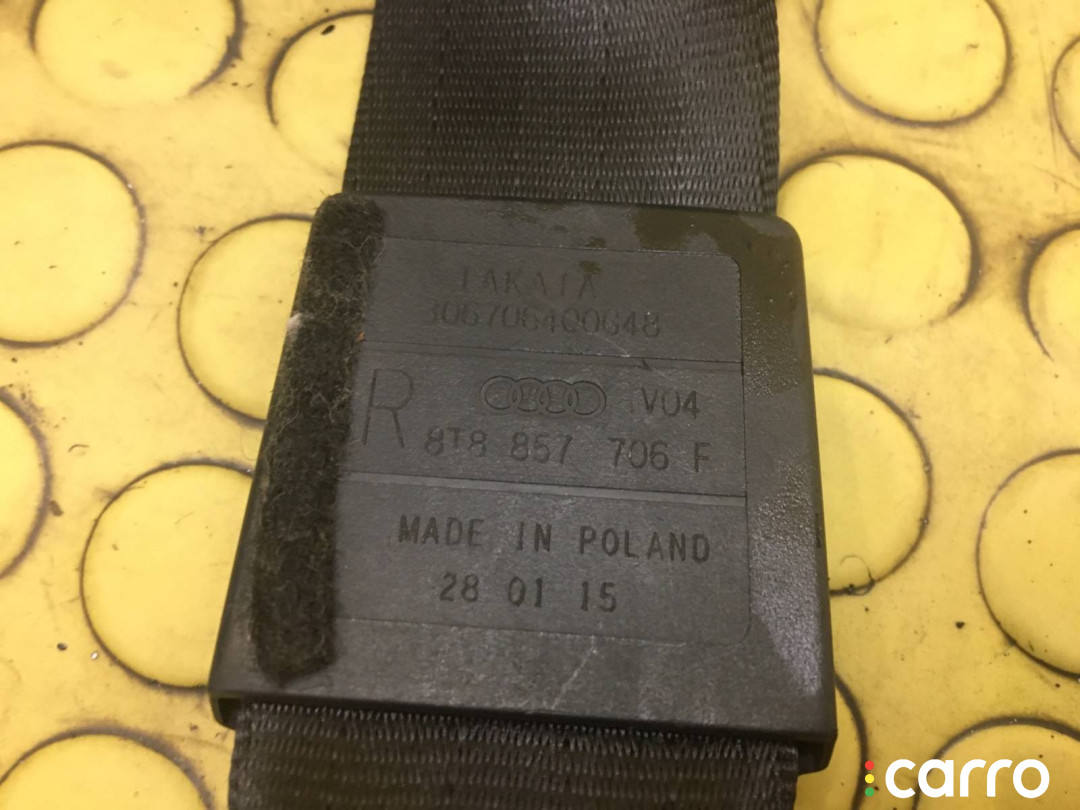 TAKATA
306706400648
R V04
8T8 857 706 F
MADE IN POLAND
28 01 15
carro